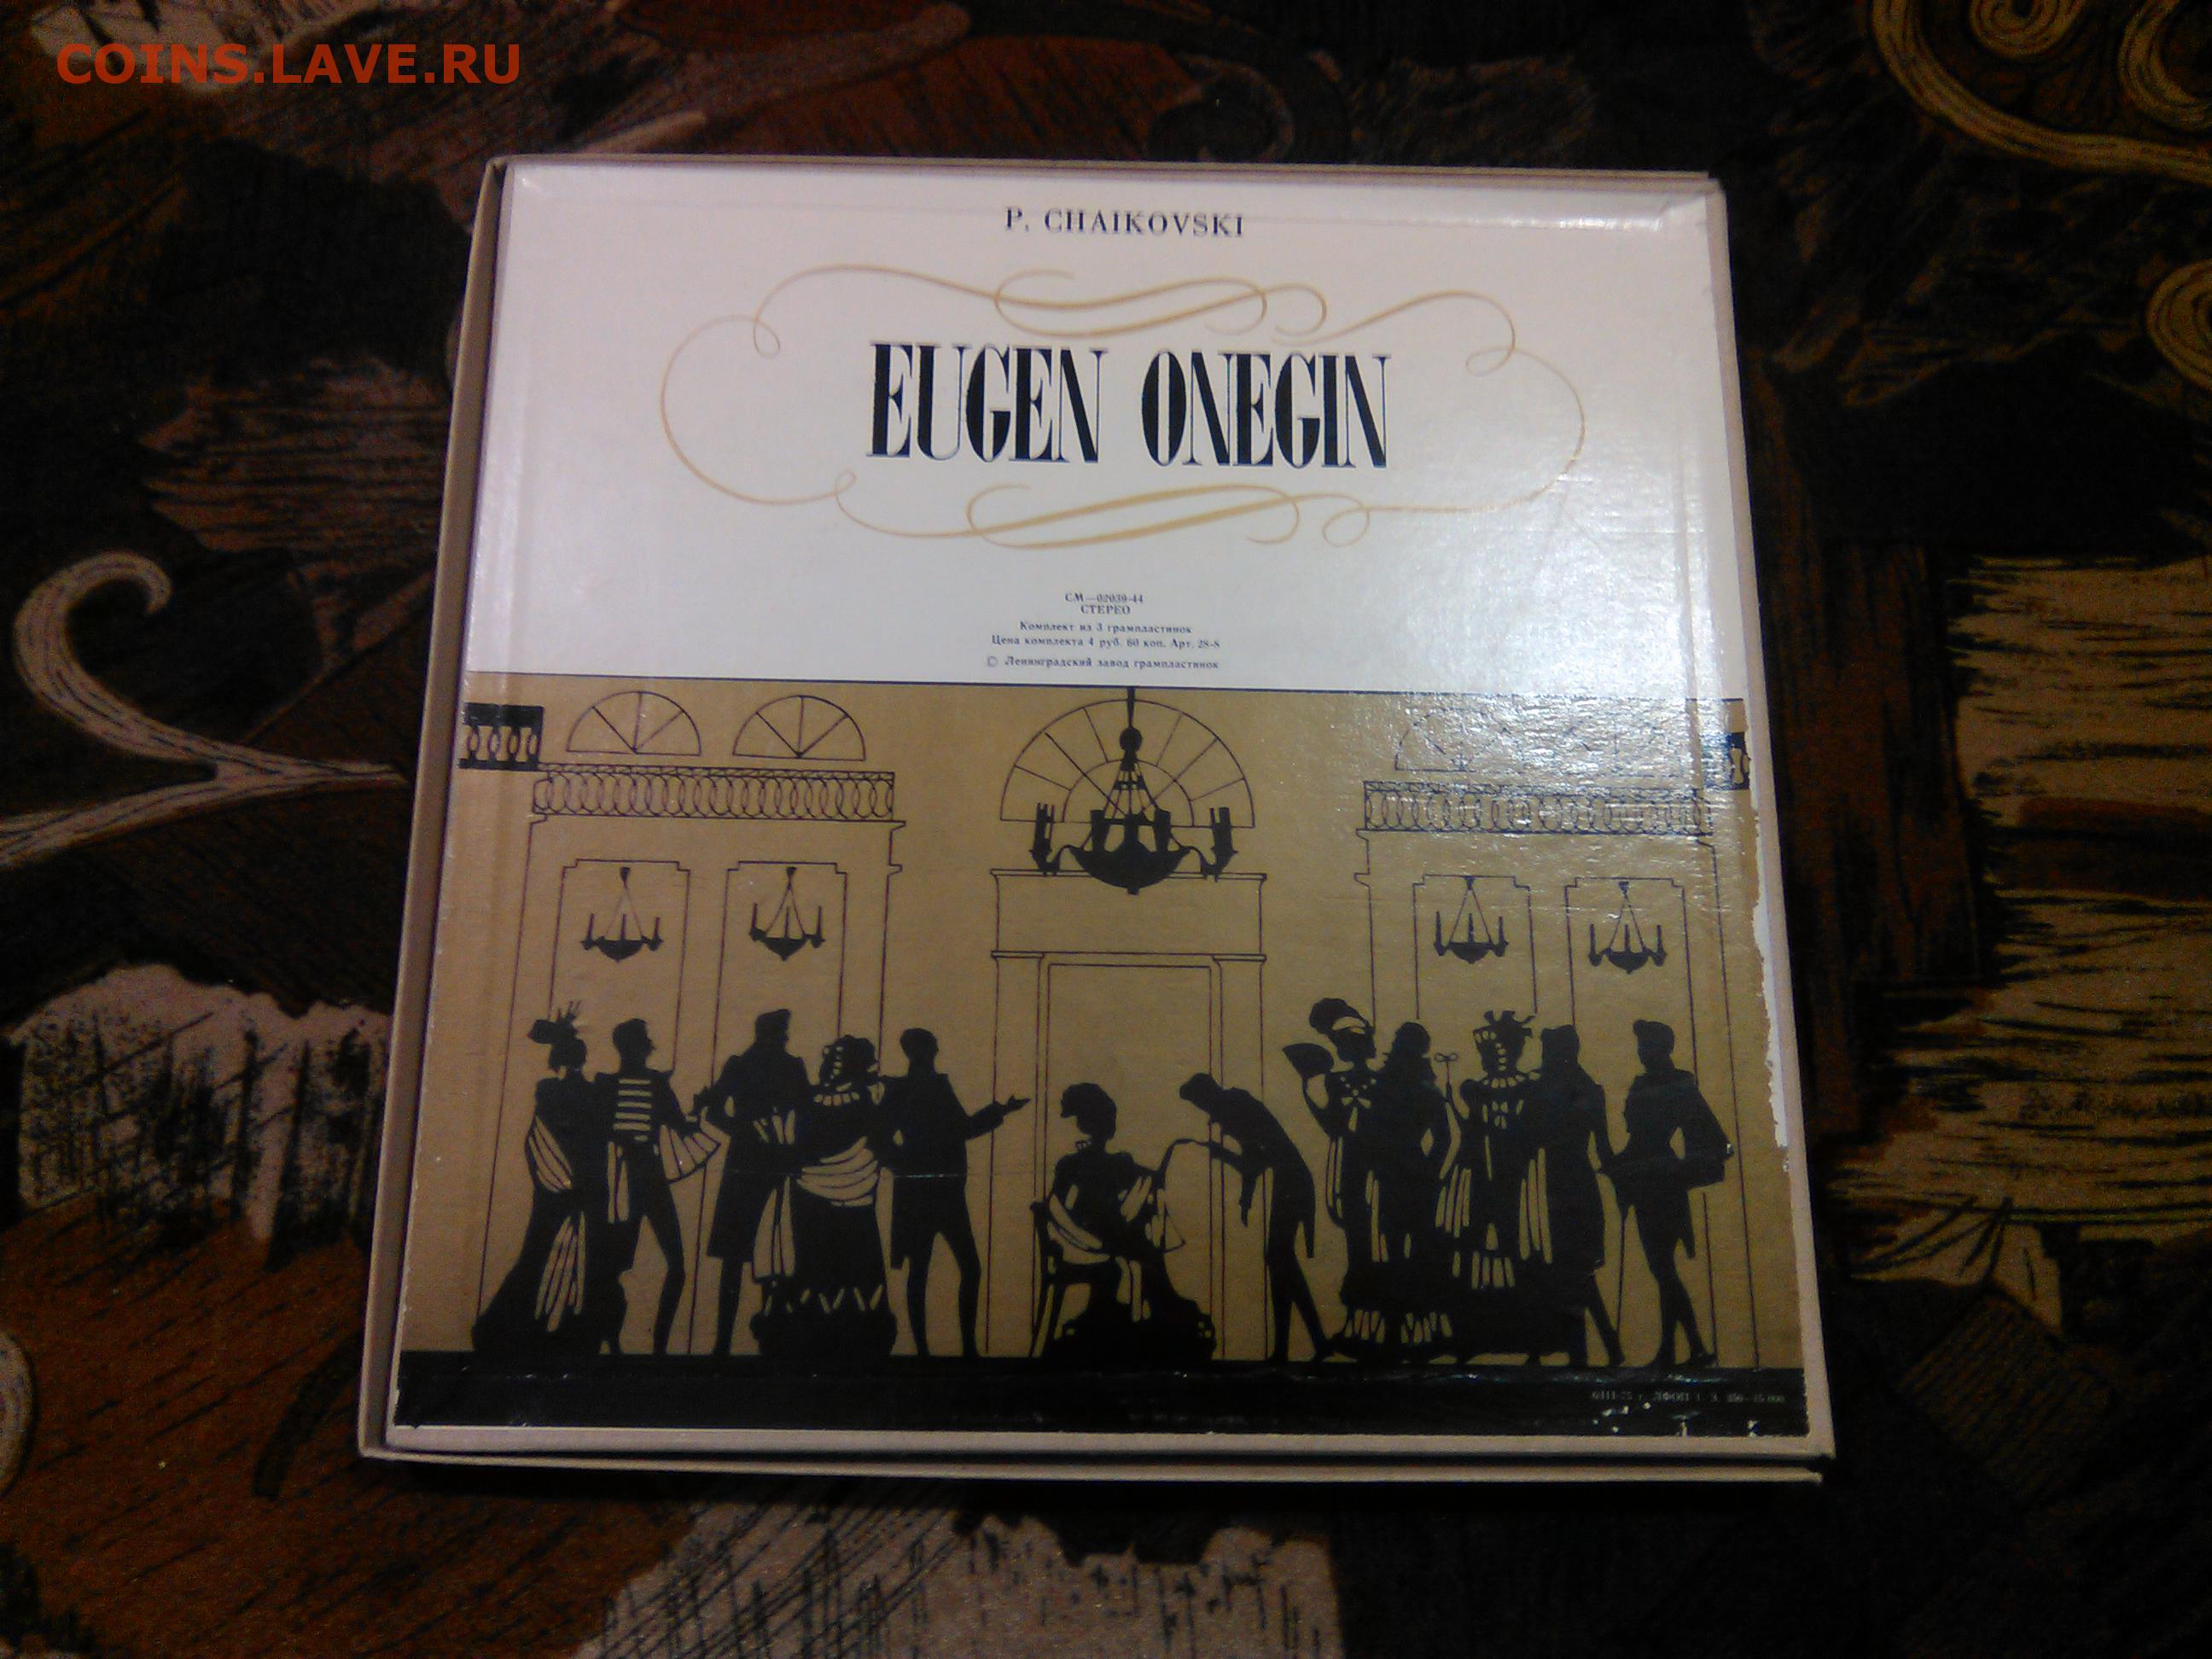 COINS.LAVE.RU
P. CHAIKOVSKI
EUGEN ONEGIN
СМ—02039-44
СТЕРЕО
Комплект из 3 грампластинок
Цена комплекта 4 руб. 60 коп. Арт. 28-8
© Ленинградский завод грампластинок